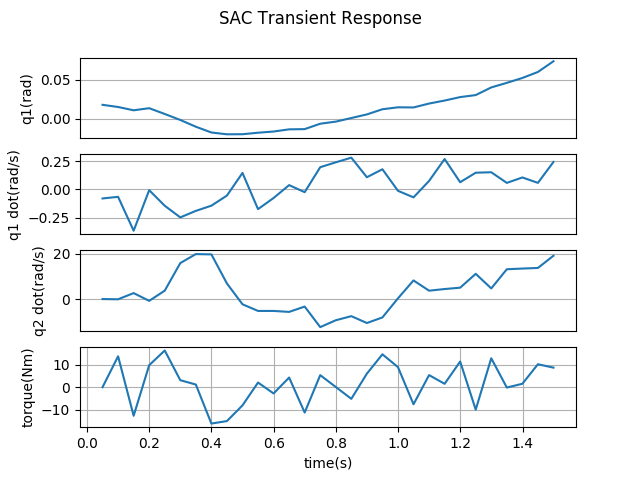 SAC Transient Response
q1(rad)
0.05
0.00
q1 dot(rad/s)
0.25
0.00
−0.25
q2 dot(rad/s)
20
0
torque(Nm)
10
0
−10
0.0 0.2 0.4 0.6 0.8 1.0 1.2 1.4
time(s)